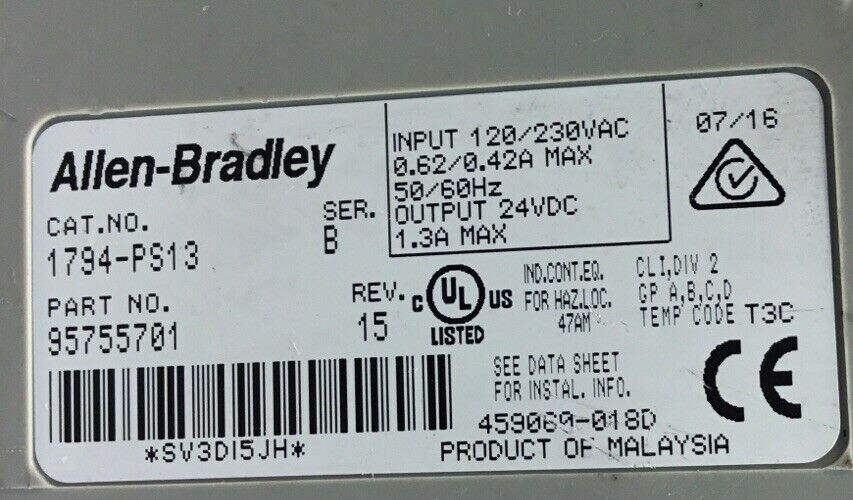 Allen-Bradley
CAT.NO.
1794-PS13
SER.
B
PART NO.
95755701
REV.
15
*SV3DI5JH*
INPUT 120/230VAC
0.62/0.42A MAX
50/60Hz
OUTPUT 24VDC
1.3A MAX
07/16
C UL US
LISTED
IND.CONT.EQ.
FOR HAZ.LOC.
47AM
CLI,DIV 2
GP A,B,C,D
TEMP CODE T3C
SEE DATA SHEET
FOR INSTAL. INFO.
CE
459069-018D
PRODUCT OF MALAYSIA